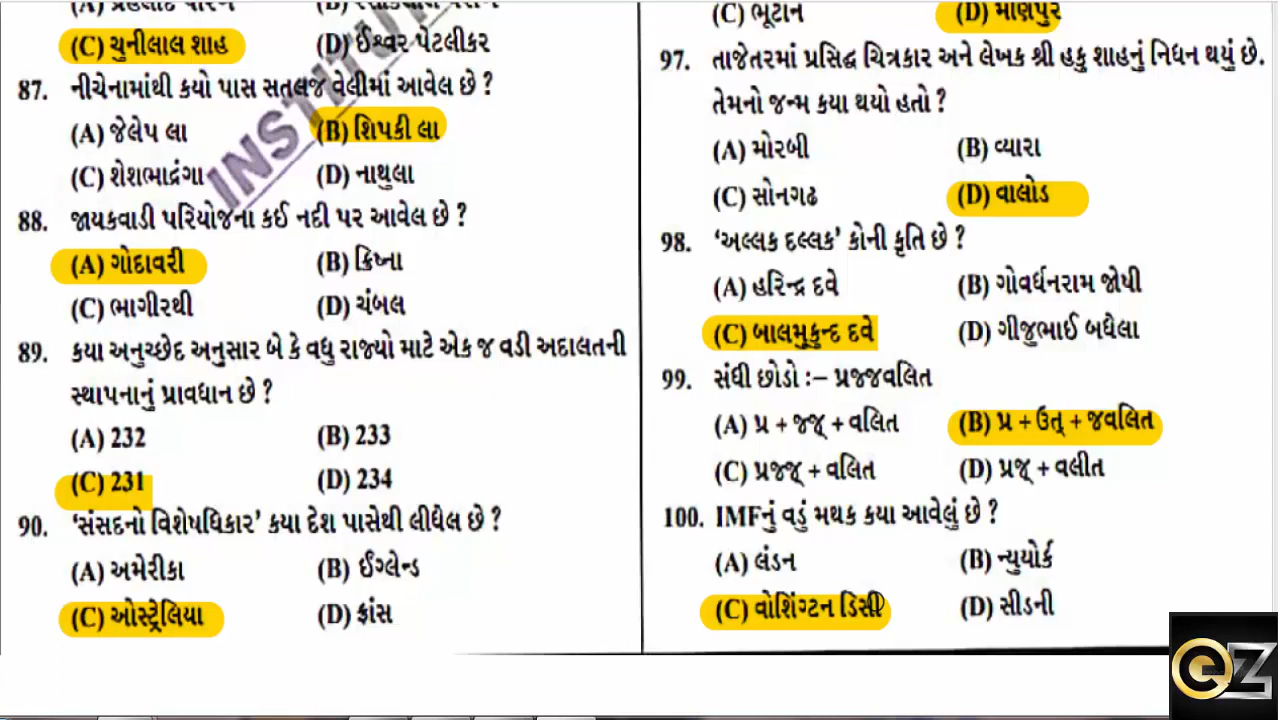 (C) ચુનીલાલ શાહ (D) ઈશ્વર પેટલીકર
87. નીચેનામાંથી કયો પાસ સતલજ વેલીમાં આવેલ છે ?
(A) જેલેપ લા (B) શિપકી લા
(C) શેશભાદ્રંગા (D) નાથુલા
88. જાયકવાડી પરિયોજના કઈ નદી પર આવેલ છે ?
(A) ગોદાવરી (B) ક્રિષ્ના
(C) ભાગીરથી (D) ચંબલ
89. કયા અનુચ્છેદ અનુસાર બે કે વધુ રાજ્યો માટે એક જ વડી અદાલતની
સ્થાપનાનું પ્રાવધાન છે ?
(A) 232 (B) 233
(C) 231 (D) 234
90. ‘સંસદનો વિશેષધિકાર’ કયા દેશ પાસેથી લીધેલ છે ?
(A) અમેરીકા (B) ઈંગ્લેન્ડ
(C) ઓસ્ટ્રેલિયા (D) ફ્રાંસ
(C) ભૂટાન (D) મણિપુર
97. તાજેતરમાં પ્રસિદ્ધ ચિત્રકાર અને લેખક શ્રી હકુ શાહનું નિધન થયું છે.
તેમનો જન્મ કયા થયો હતો ?
(A) મોરબી (B) વ્યારા
(C) સોનગઢ (D) વાલોડ
98. ‘અલ્લક દલ્લક’ કોની કૃતિ છે ?
(A) હરિન્દ્ર દવે (B) ગોવર્ધનરામ જોષી
(C) બાલમુકુન્દ દવે (D) ગીજુભાઈ બધેલા
99. સંધી છોડો :– પ્રજ્જવલિત
(A) પ્ર + જ્જ્ + વલિત (B) પ્ર + ઉત્ + જવલિત
(C) પ્રજ્જ્ + વલિત (D) પ્રજ્ + વલીત
100. IMFનું વડું મથક કયા આવેલું છે ?
(A) લંડન (B) ન્યુયોર્ક
(C) વોશિંગ્ટન ડિસી (D) સીડની
INSTITUT
eZ